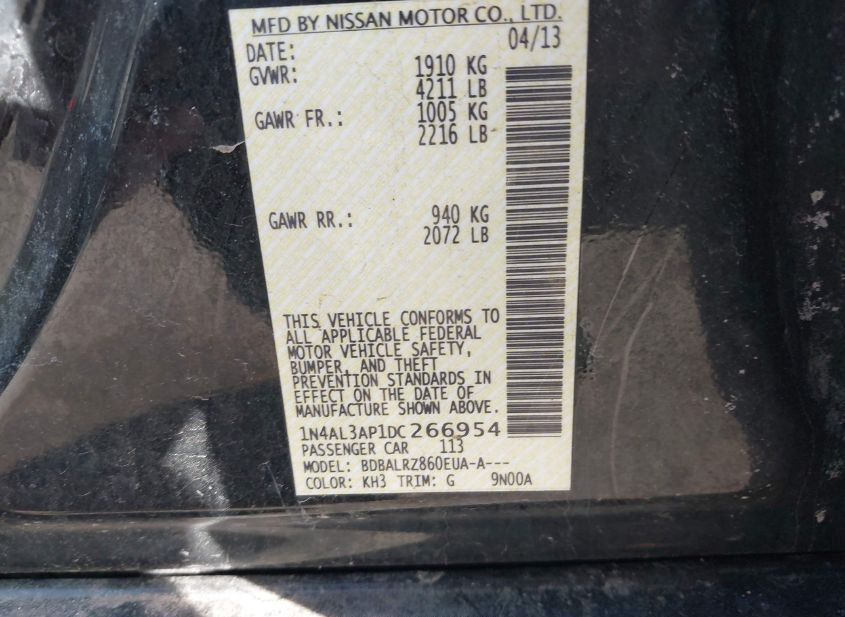 MFD BY NISSAN MOTOR CO., LTD.
DATE: 04/13
GVWR: 1910 KG
4211 LB
GAWR FR.: 1005 KG
2216 LB
GAWR RR.: 940 KG
2072 LB
THIS VEHICLE CONFORMS TO
ALL APPLICABLE FEDERAL
MOTOR VEHICLE SAFETY,
BUMPER, AND THEFT
PREVENTION STANDARDS IN
EFFECT ON THE DATE OF
MANUFACTURE SHOWN ABOVE.
1N4AL3AP1DC266954
PASSENGER CAR 113
MODEL: BDBALRZ860EUA-A---
COLOR: KH3 TRIM: G 9N00A